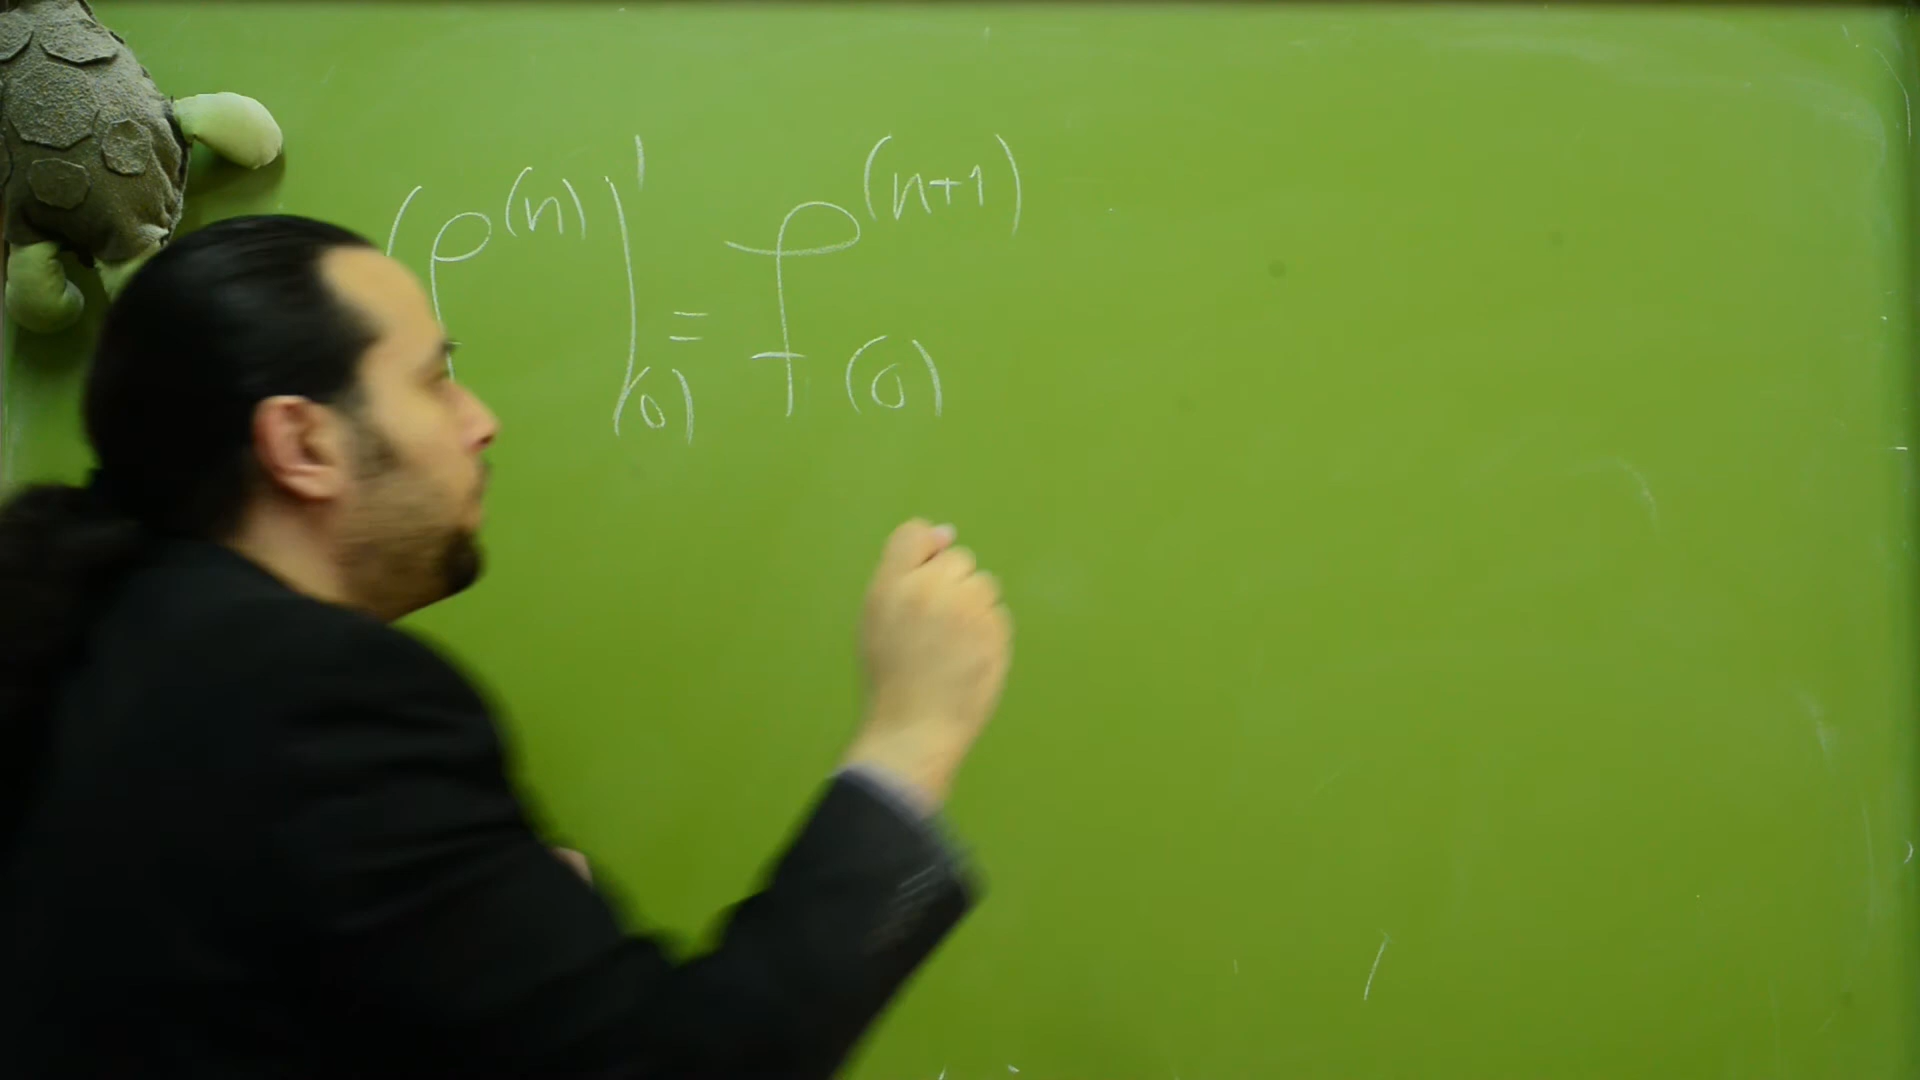 (f^(n))'(0) = f^(n+1)(0)